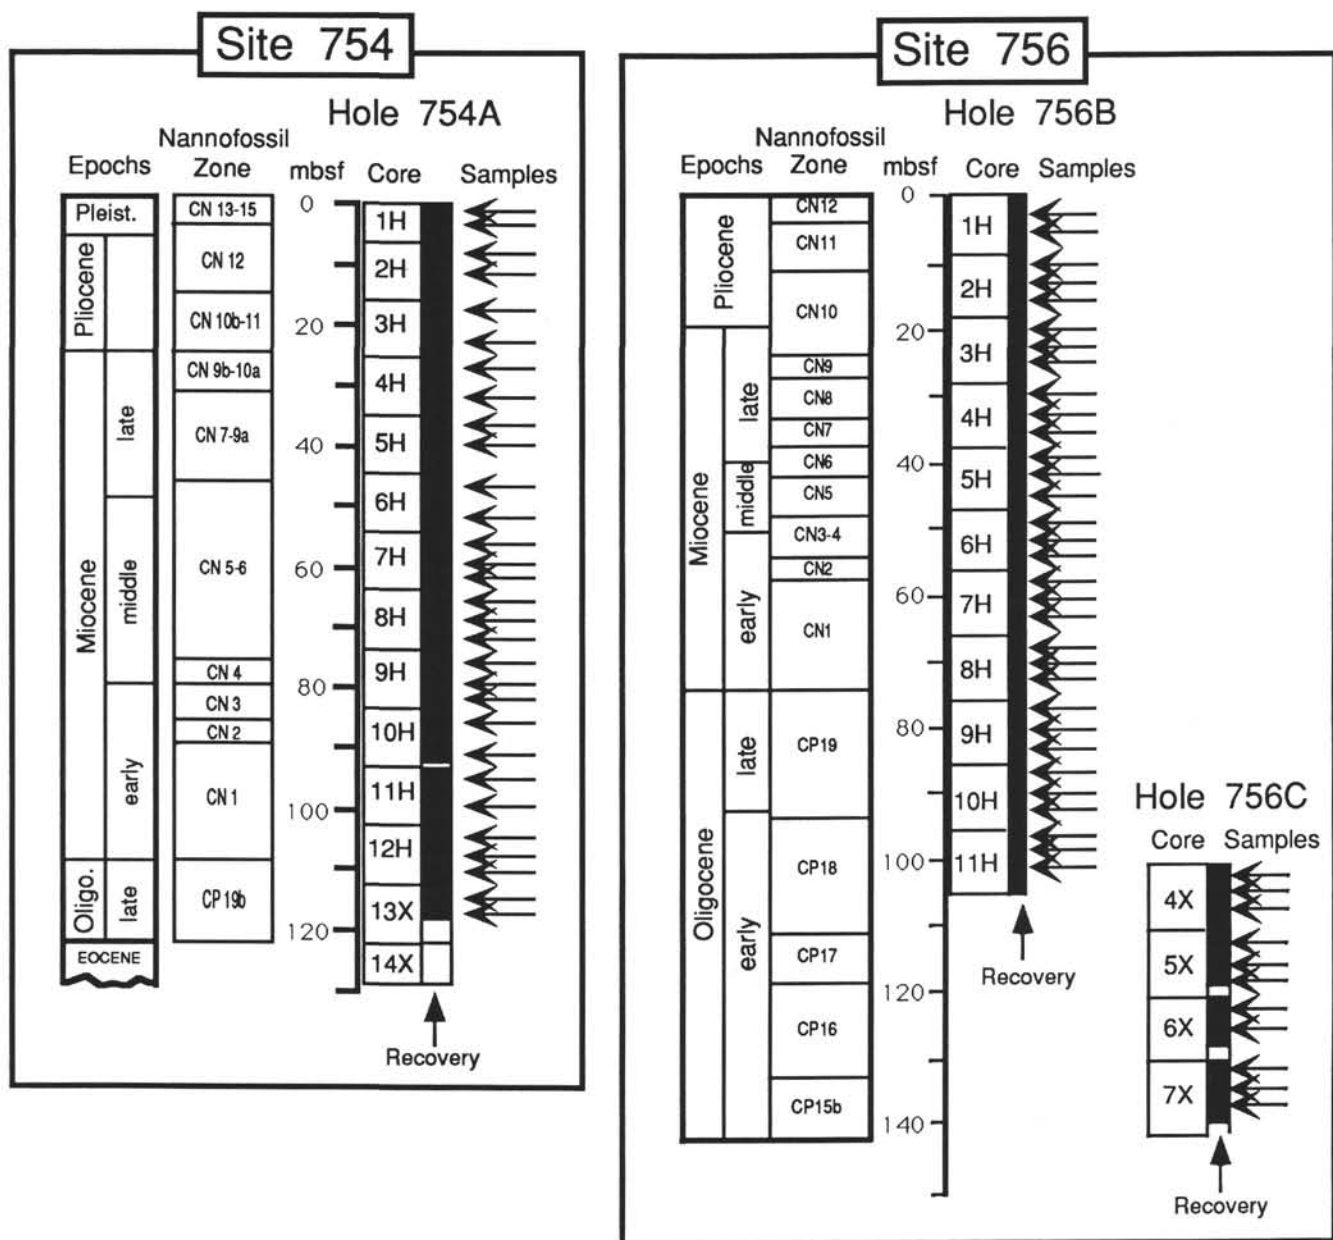 Site 754
Hole 754A
Nannofossil
Epochs Zone mbsf Core Samples
Pleist.
Pliocene
Miocene
late
middle
early
Oligo.
late
EOCENE
CN 13-15
CN 12
CN 10b-11
CN 9b-10a
CN 7-9a
CN 5-6
CN 4
CN 3
CN 2
CN 1
CP 19b
0
20
40
60
80
100
120
1H
2H
3H
4H
5H
6H
7H
8H
9H
10H
11H
12H
13X
14X
Recovery
Site 756
Hole 756B
Nannofossil
Epochs Zone mbsf Core Samples
Pliocene
Miocene
late
middle
early
Oligocene
late
early
CN12
CN11
CN10
CN9
CN8
CN7
CN6
CN5
CN3-4
CN2
CN1
CP19
CP18
CP17
CP16
CP15b
0
20
40
60
80
100
120
140
1H
2H
3H
4H
5H
6H
7H
8H
9H
10H
11H
Recovery
Hole 756C
Core Samples
4X
5X
6X
7X
Recovery